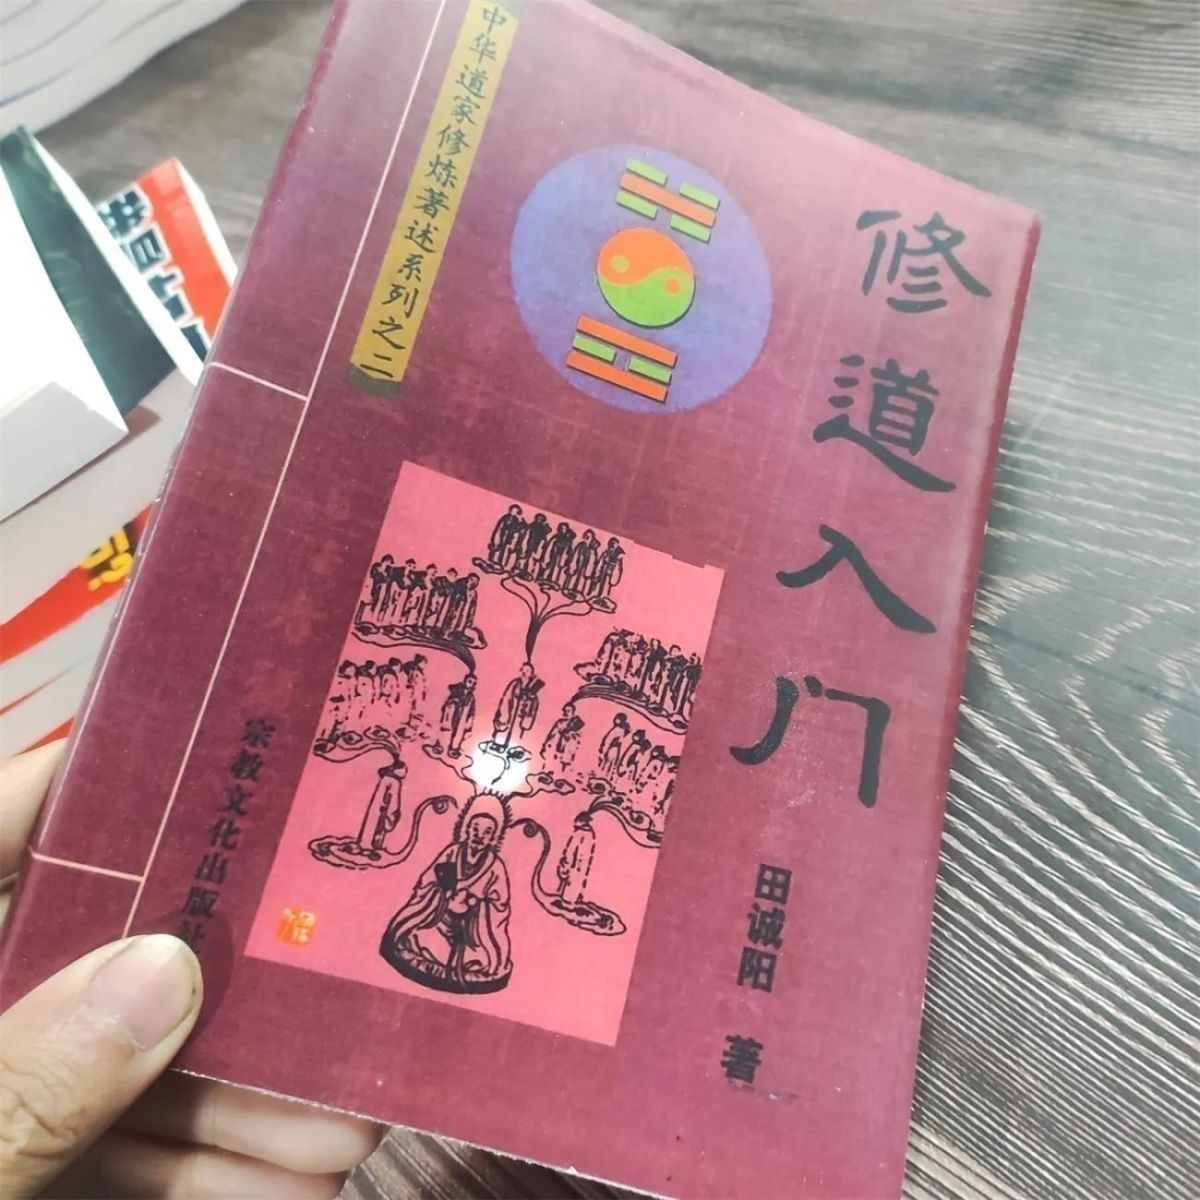 中华道家修炼著述系列之二
修道入门
田诚阳 著
宗教文化出版社